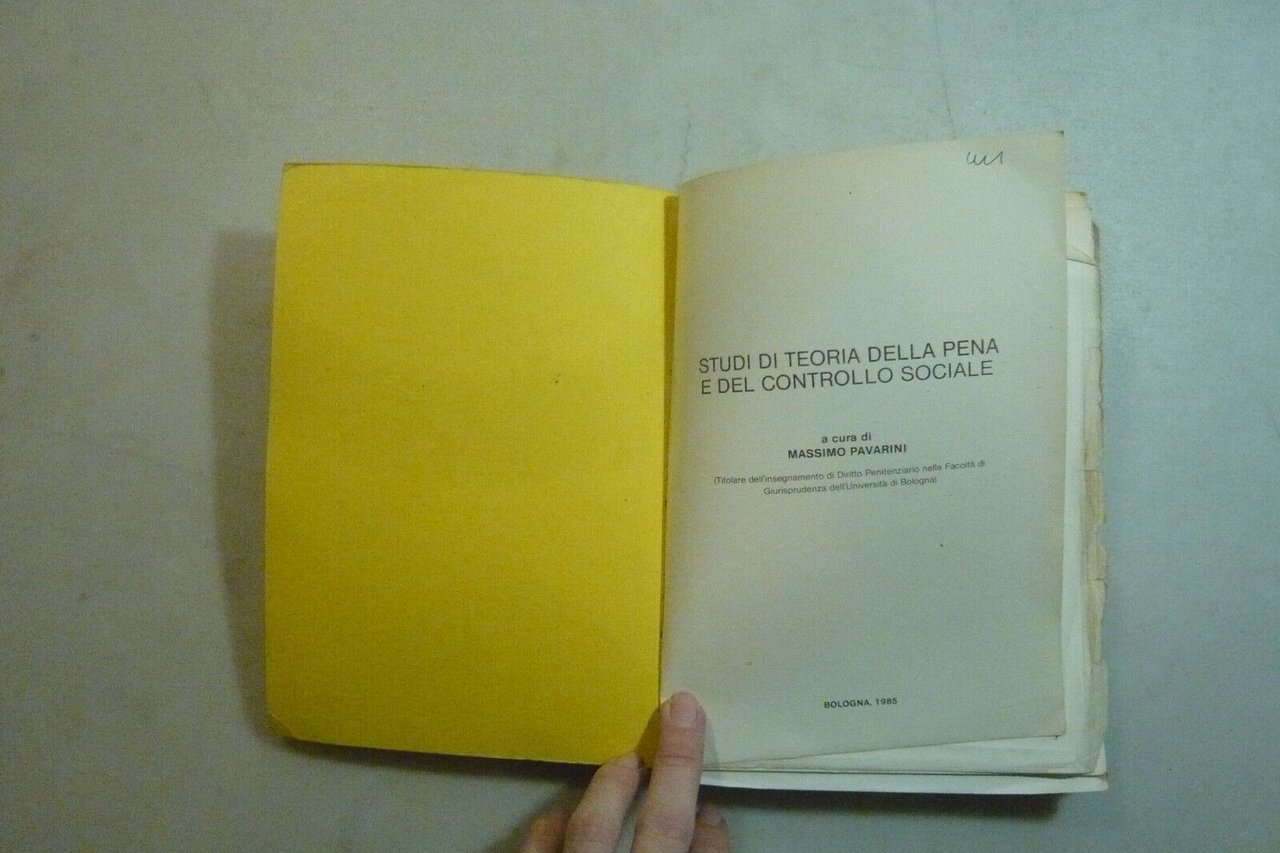 STUDI DI TEORIA DELLA PENA
E DEL CONTROLLO SOCIALE
a cura di
MASSIMO PAVARINI
(Titolare dell'insegnamento di Diritto Penitenziario nella Facoltà di
Giurisprudenza dell'Università di Bologna)
BOLOGNA, 1985